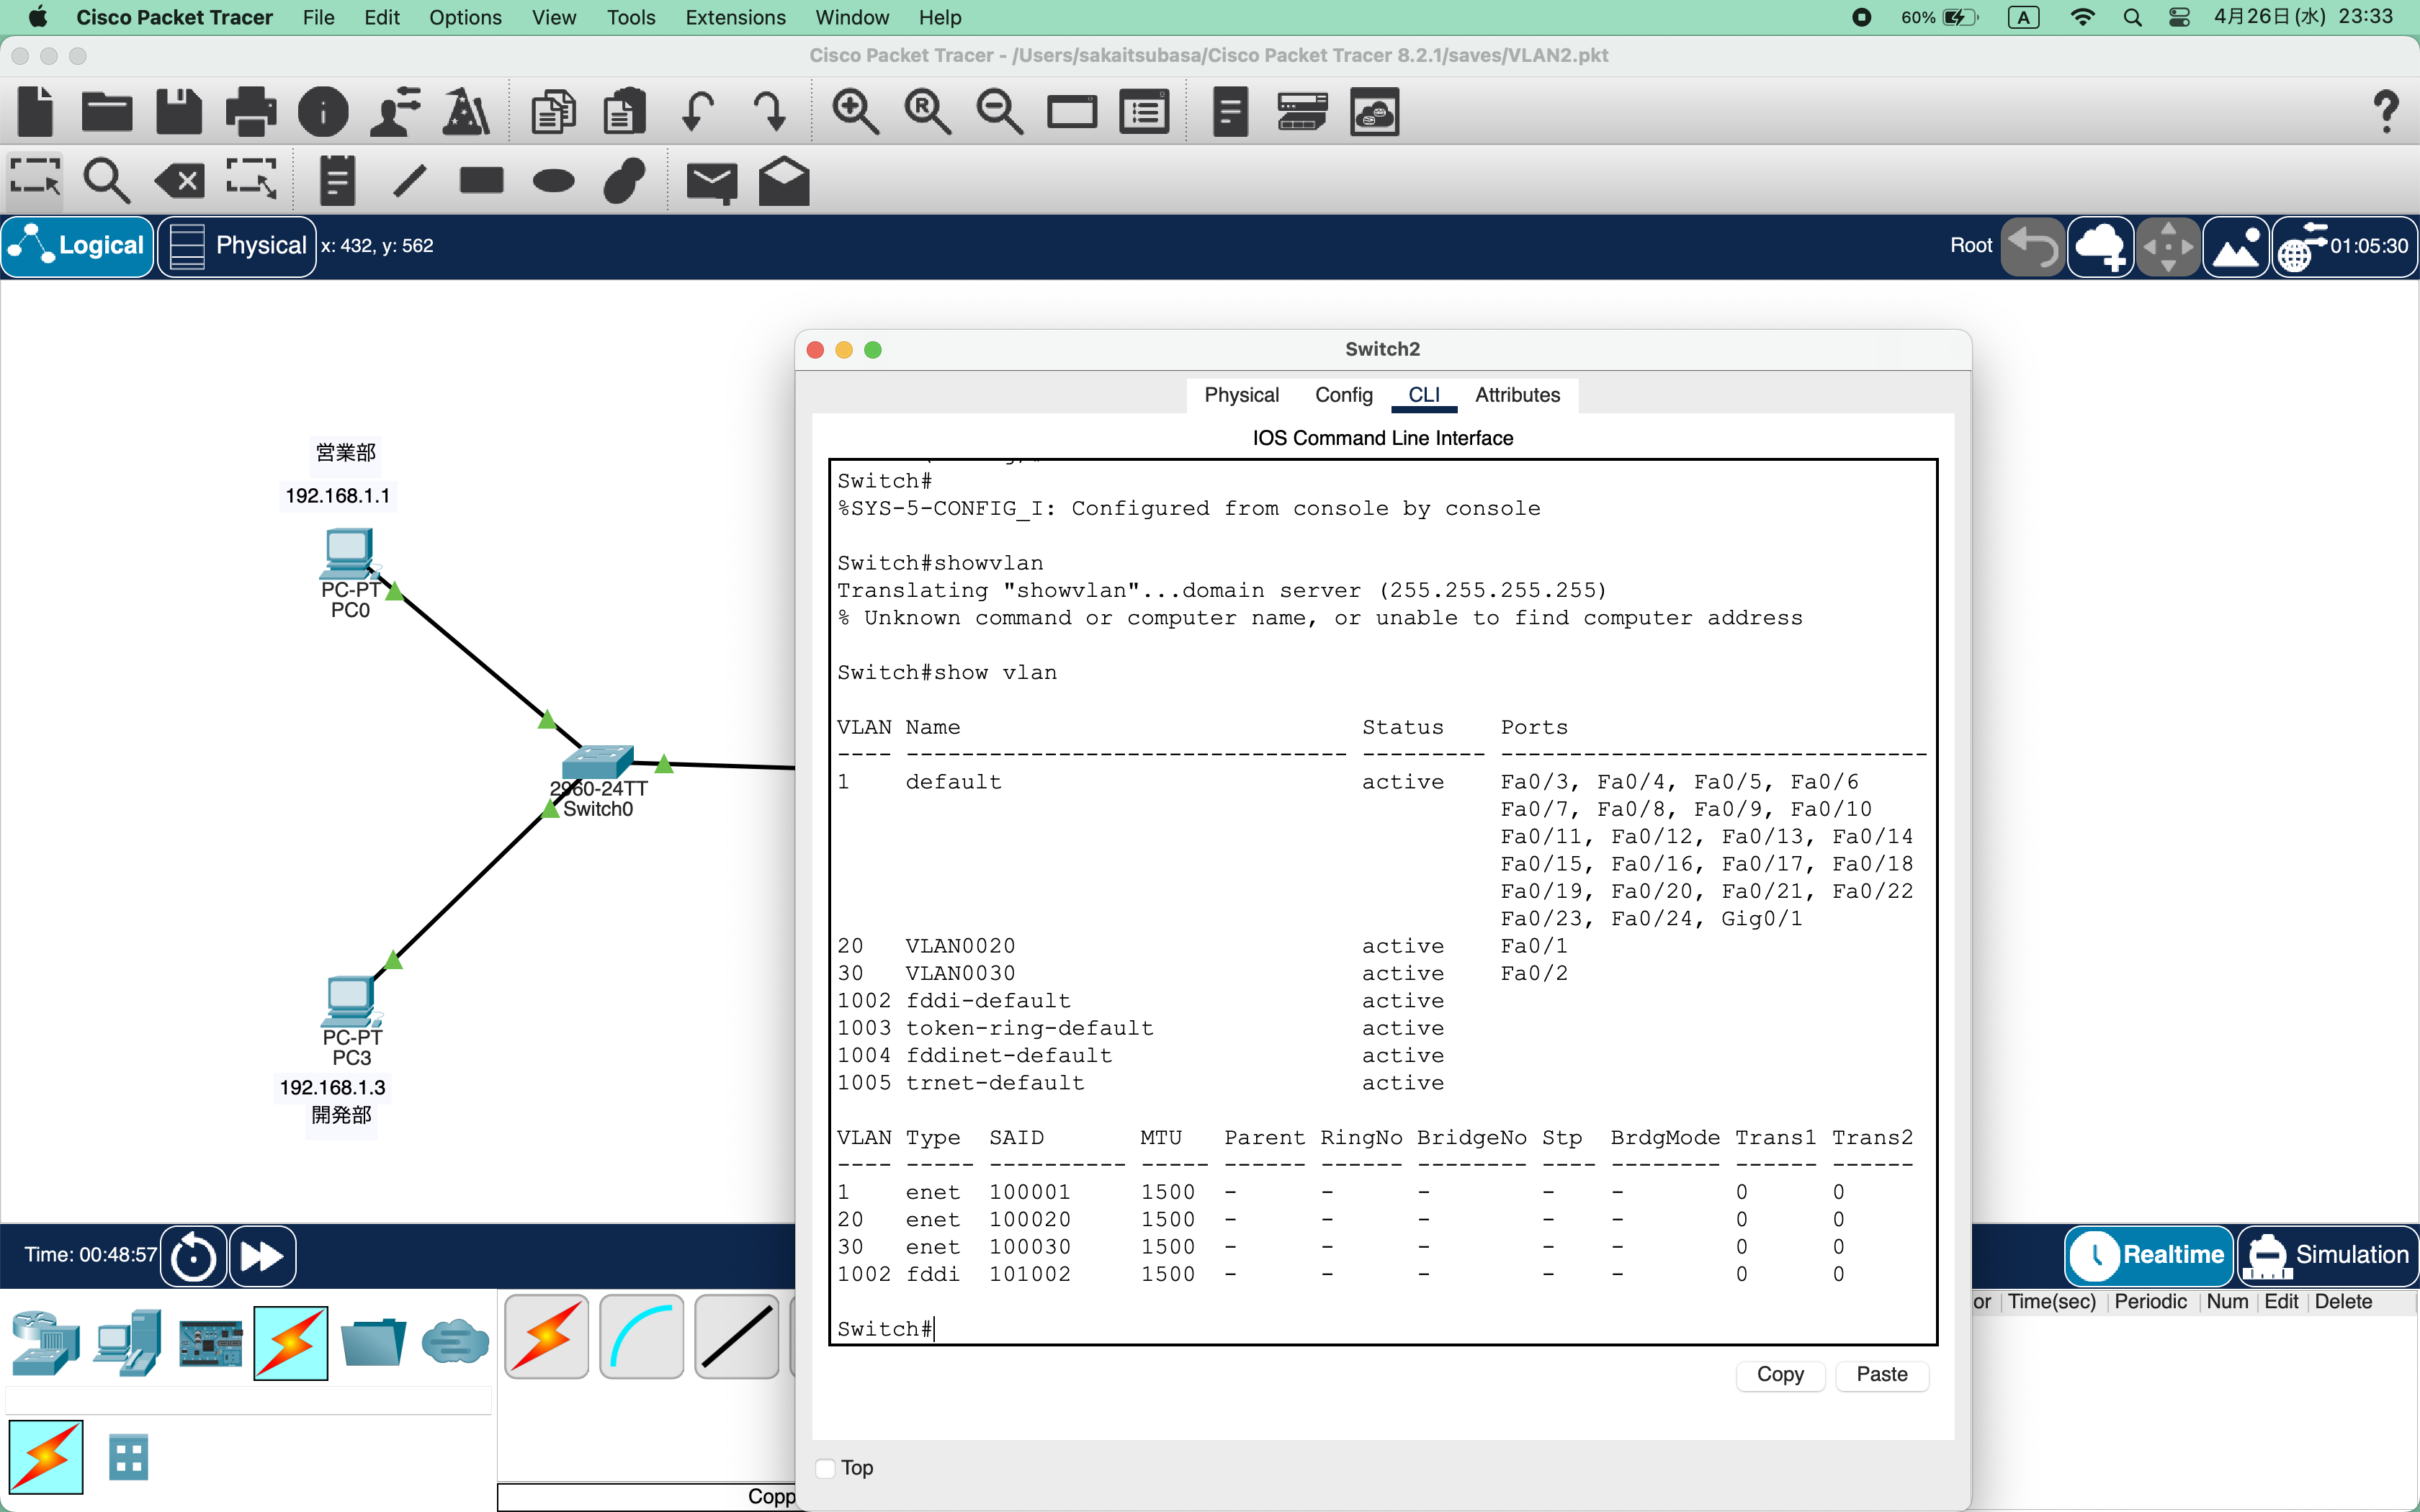 Cisco Packet Tracer File Edit Options View Tools Extensions Window Help 60% A 4月26日(水) 23:33
Cisco Packet Tracer - /Users/sakaitsubasa/Cisco Packet Tracer 8.2.1/saves/VLAN2.pkt
Logical Physical x: 432, y: 562 Root 01:05:30
営業部
192.168.1.1
PC-PT
PC0
2960-24TT
Switch0
PC-PT
PC3
192.168.1.3
開発部
Switch2
Physical Config CLI Attributes
IOS Command Line Interface
Switch#
%SYS-5-CONFIG_I: Configured from console by console
Switch#showvlan
Translating "showvlan"...domain server (255.255.255.255)
% Unknown command or computer name, or unable to find computer address
Switch#show vlan
VLAN Name Status Ports
---- -------------------------------- --------- -------------------------------
1 default active Fa0/3, Fa0/4, Fa0/5, Fa0/6
Fa0/7, Fa0/8, Fa0/9, Fa0/10
Fa0/11, Fa0/12, Fa0/13, Fa0/14
Fa0/15, Fa0/16, Fa0/17, Fa0/18
Fa0/19, Fa0/20, Fa0/21, Fa0/22
Fa0/23, Fa0/24, Gig0/1
20 VLAN0020 active Fa0/1
30 VLAN0030 active Fa0/2
1002 fddi-default active
1003 token-ring-default active
1004 fddinet-default active
1005 trnet-default active
VLAN Type SAID MTU Parent RingNo BridgeNo Stp BrdgMode Trans1 Trans2
---- ----- ---------- ----- ------ ------ -------- ---- -------- ------ ------
1 enet 100001 1500 - - - - - 0 0
20 enet 100020 1500 - - - - - 0 0
30 enet 100030 1500 - - - - - 0 0
1002 fddi 101002 1500 - - - - - 0 0
Switch#
Copy Paste
Top
Time: 00:48:57 Realtime Simulation
or Time(sec) Periodic Num Edit Delete
Copp